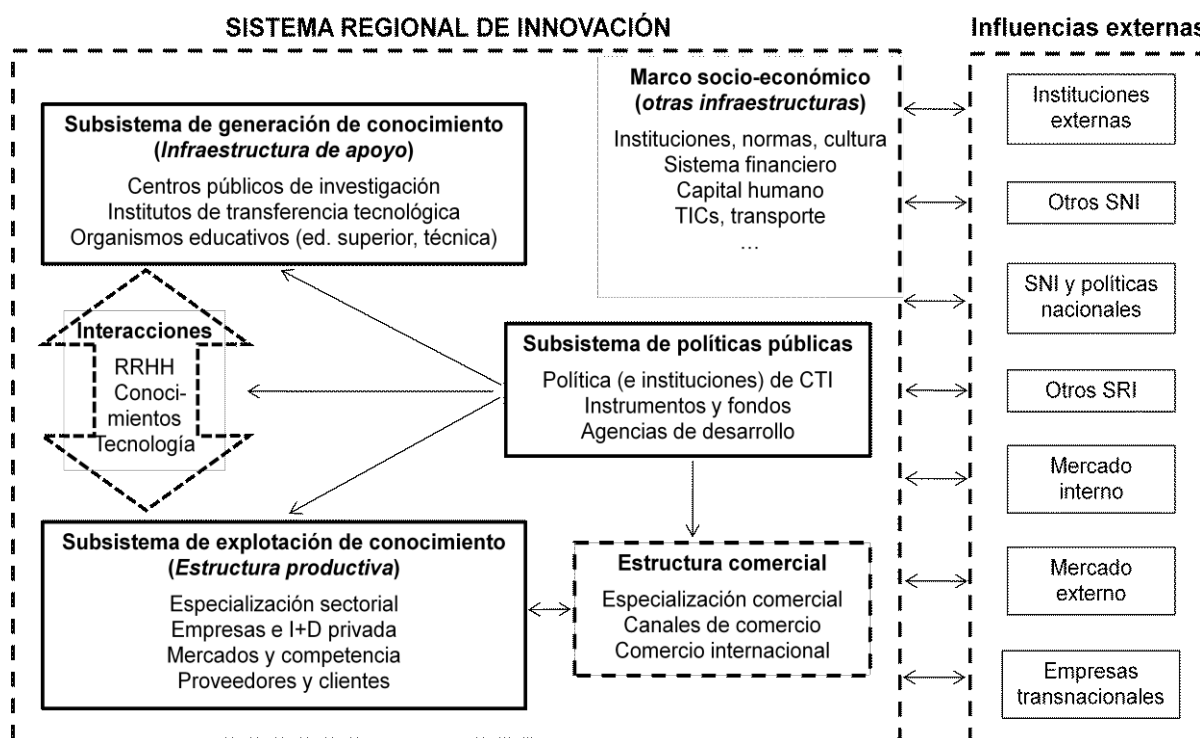 SISTEMA REGIONAL DE INNOVACIÓN
Influencias externas
Subsistema de generación de conocimiento
(Infraestructura de apoyo)
Centros públicos de investigación
Institutos de transferencia tecnológica
Organismos educativos (ed. superior, técnica)
Marco socio-económico
(otras infraestructuras)
Instituciones, normas, cultura
Sistema financiero
Capital humano
TICs, transporte
...
Interacciones
RRHH
Conoci-
mientos
Tecnología
Subsistema de políticas públicas
Política (e instituciones) de CTI
Instrumentos y fondos
Agencias de desarrollo
Subsistema de explotación de conocimiento
(Estructura productiva)
Especialización sectorial
Empresas e I+D privada
Mercados y competencia
Proveedores y clientes
Estructura comercial
Especialización comercial
Canales de comercio
Comercio internacional
Instituciones
externas
Otros SNI
SNI y políticas
nacionales
Otros SRI
Mercado
interno
Mercado
externo
Empresas
transnacionales